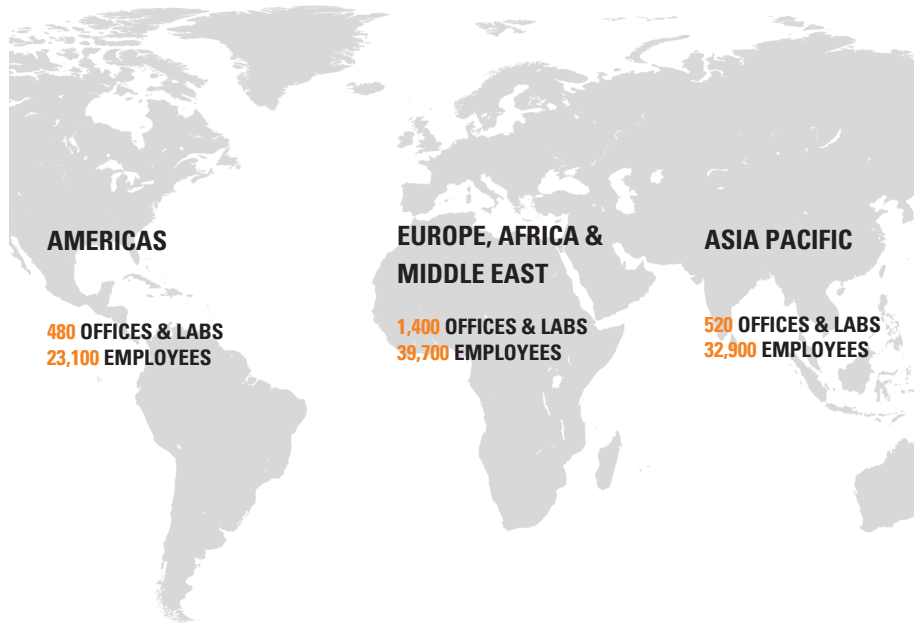 AMERICAS
480 OFFICES & LABS
23,100 EMPLOYEES
EUROPE, AFRICA &
MIDDLE EAST
1,400 OFFICES & LABS
39,700 EMPLOYEES
ASIA PACIFIC
520 OFFICES & LABS
32,900 EMPLOYEES